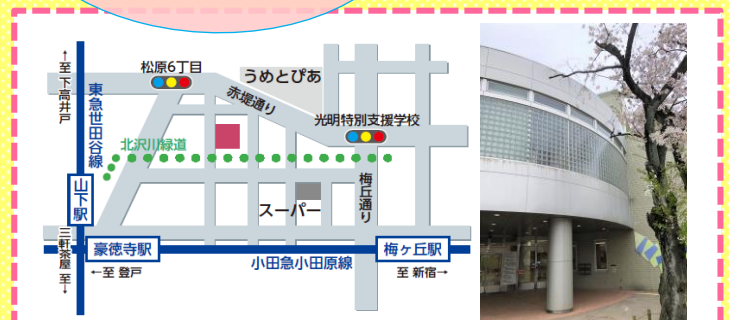 ←至 下高井戸
東急世田谷線
松原6丁目
うめとぴあ
赤堤通り
光明特別支援学校
北沢川緑道
山下駅
梅丘通り
スーパー
三軒茶屋 至→
豪徳寺駅
梅ヶ丘駅
小田急小田原線
←至 登戸
至 新宿→